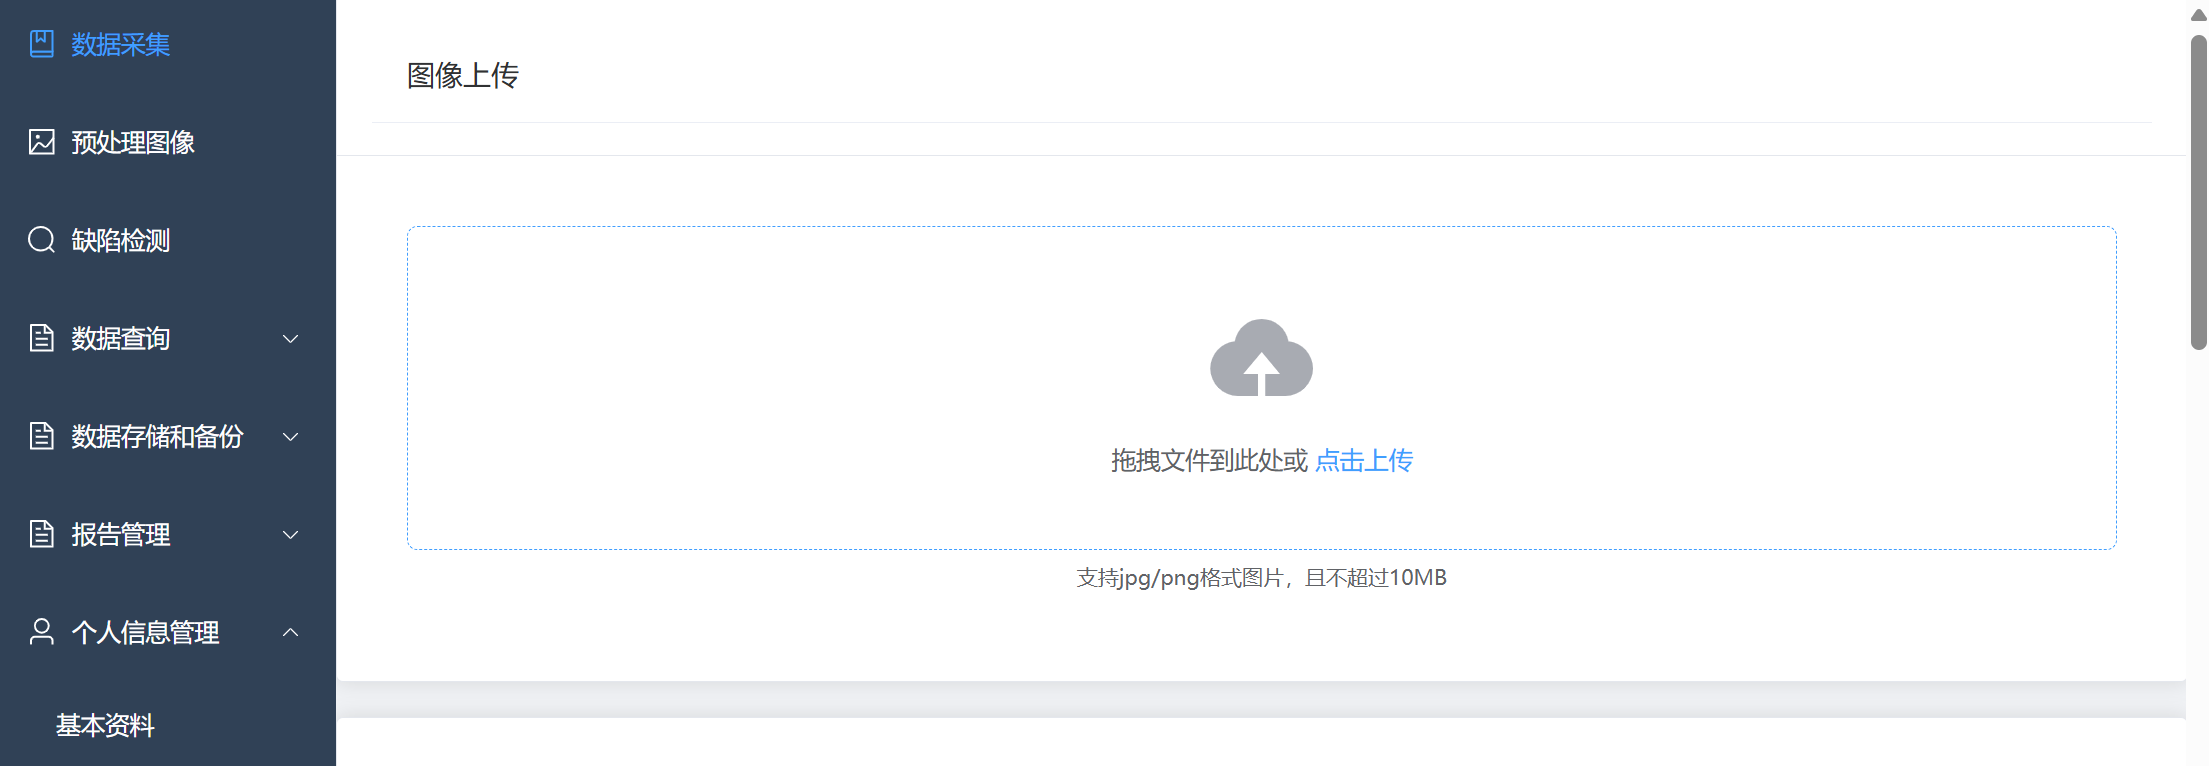 数据采集
预处理图像
缺陷检测
数据查询
数据存储和备份
报告管理
个人信息管理
基本资料
图像上传
拖拽文件到此处或 点击上传
支持jpg/png格式图片，且不超过10MB